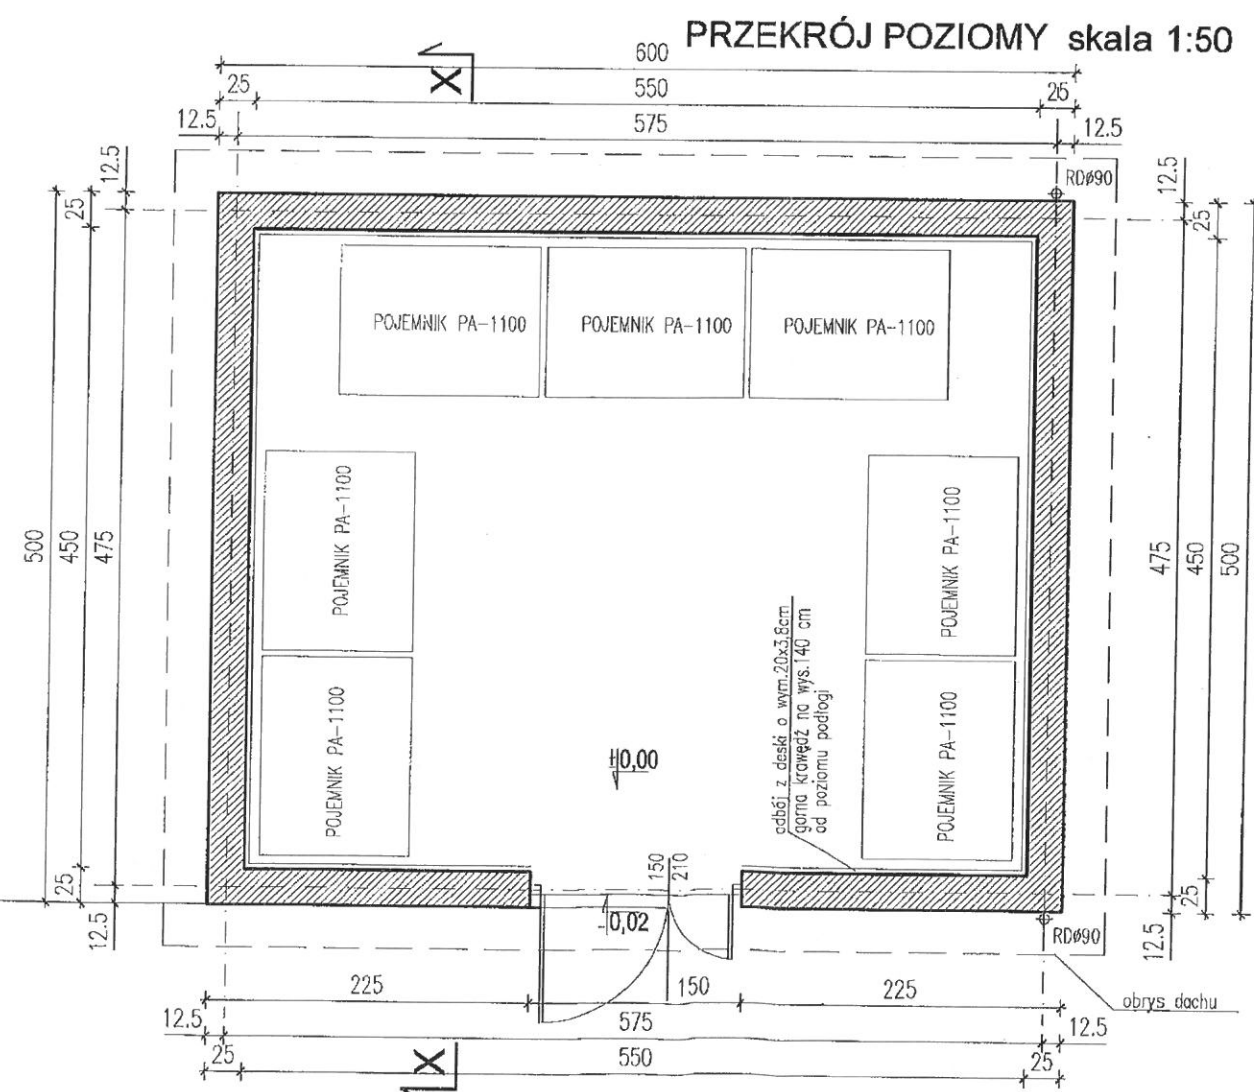 PRZEKRÓJ POZIOMY skala 1:50
600
X
25
550
25
12.5
575
12.5
12.5
RDø90
12.5
25
25
POJEMNIK PA-1100
POJEMNIK PA-1100
POJEMNIK PA-1100
500
450
475
POJEMNIK PA-1100
POJEMNIK PA-1100
475
450
500
odbój z deski o wym.20x3,8cm
górna krawędź na wys.140 cm
od poziomu podłogi
POJEMNIK PA-1100
POJEMNIK PA-1100
±0,00
150
210
25
25
12.5
-0,02
RDø90
12.5
225
150
225
obrys dachu
12.5
575
12.5
25
X
550
25